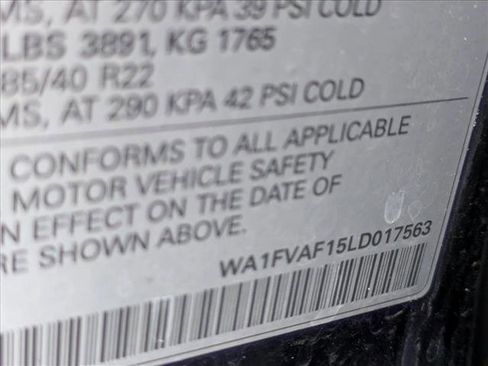 MS, AT 270 KPA 39 PSI COLD
LBS 3891, KG 1765
85/40 R22
MS, AT 290 KPA 42 PSI COLD
CONFORMS TO ALL APPLICABLE
MOTOR VEHICLE SAFETY
N EFFECT ON THE DATE OF
RE SHOWN ABOVE.
WA1FVAF15LD017563